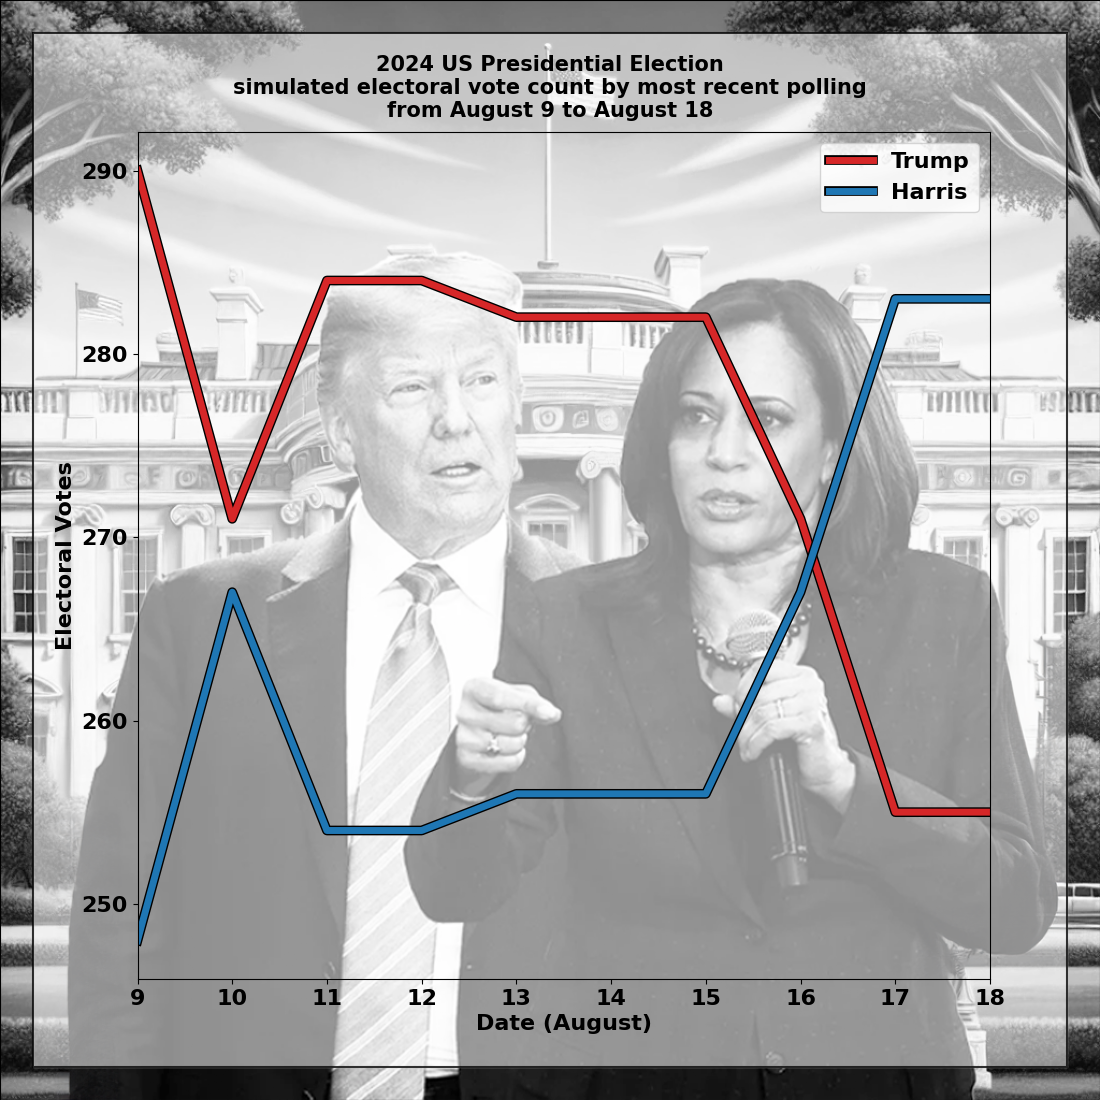 2024 US Presidential Election
simulated electoral vote count by most recent polling
from August 9 to August 18
Trump
Harris
290
280
270
260
250
Electoral Votes
9 10 11 12 13 14 15 16 17 18
Date (August)